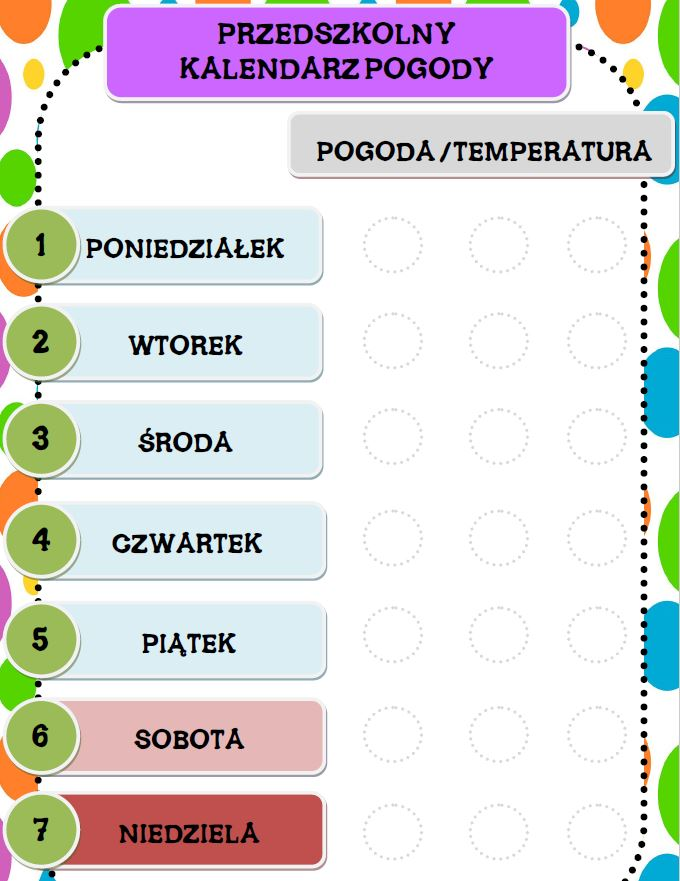 PRZEDSZKOLNY
KALENDARZ POGODY
POGODA / TEMPERATURA
1 PONIEDZIAŁEK
2 WTOREK
3 ŚRODA
4 CZWARTEK
5 PIĄTEK
6 SOBOTA
7 NIEDZIELA